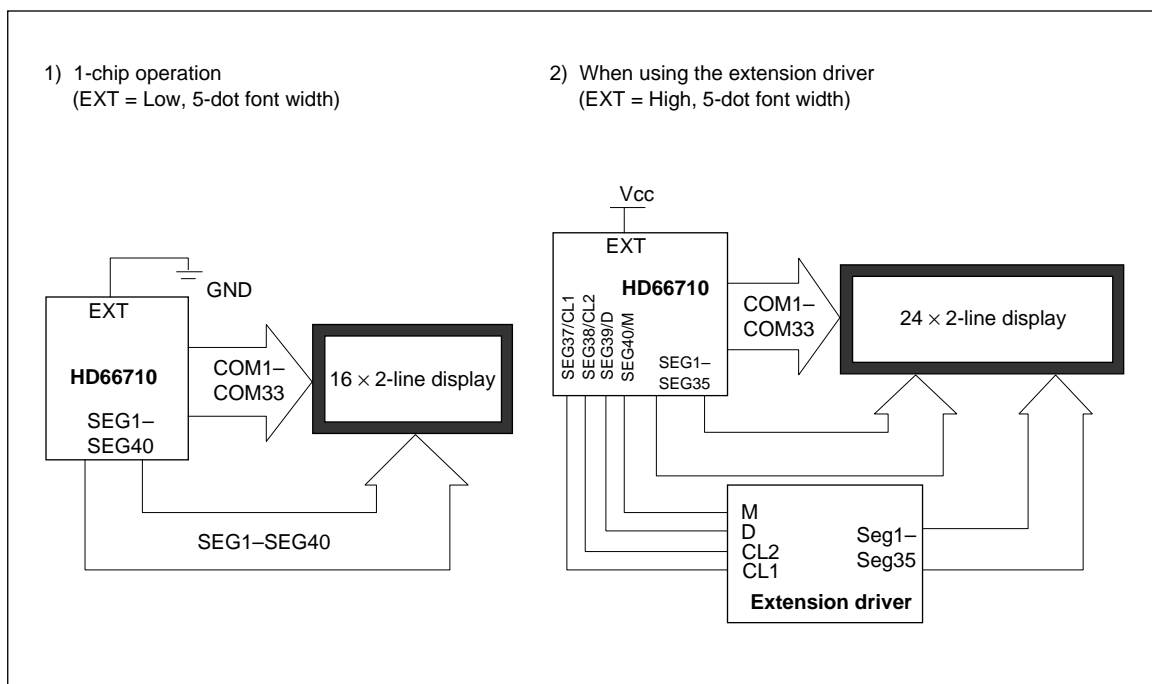 1) 1-chip operation
(EXT = Low, 5-dot font width)
GND
EXT
HD66710
SEG1–
SEG40
COM1–
COM33
16 × 2-line display
SEG1–SEG40
2) When using the extension driver
(EXT = High, 5-dot font width)
Vcc
EXT
HD66710
SEG37/CL1
SEG38/CL2
SEG39/D
SEG40/M
SEG1–
SEG35
COM1–
COM33
24 × 2-line display
M
D
CL2
CL1
Seg1–
Seg35
Extension driver